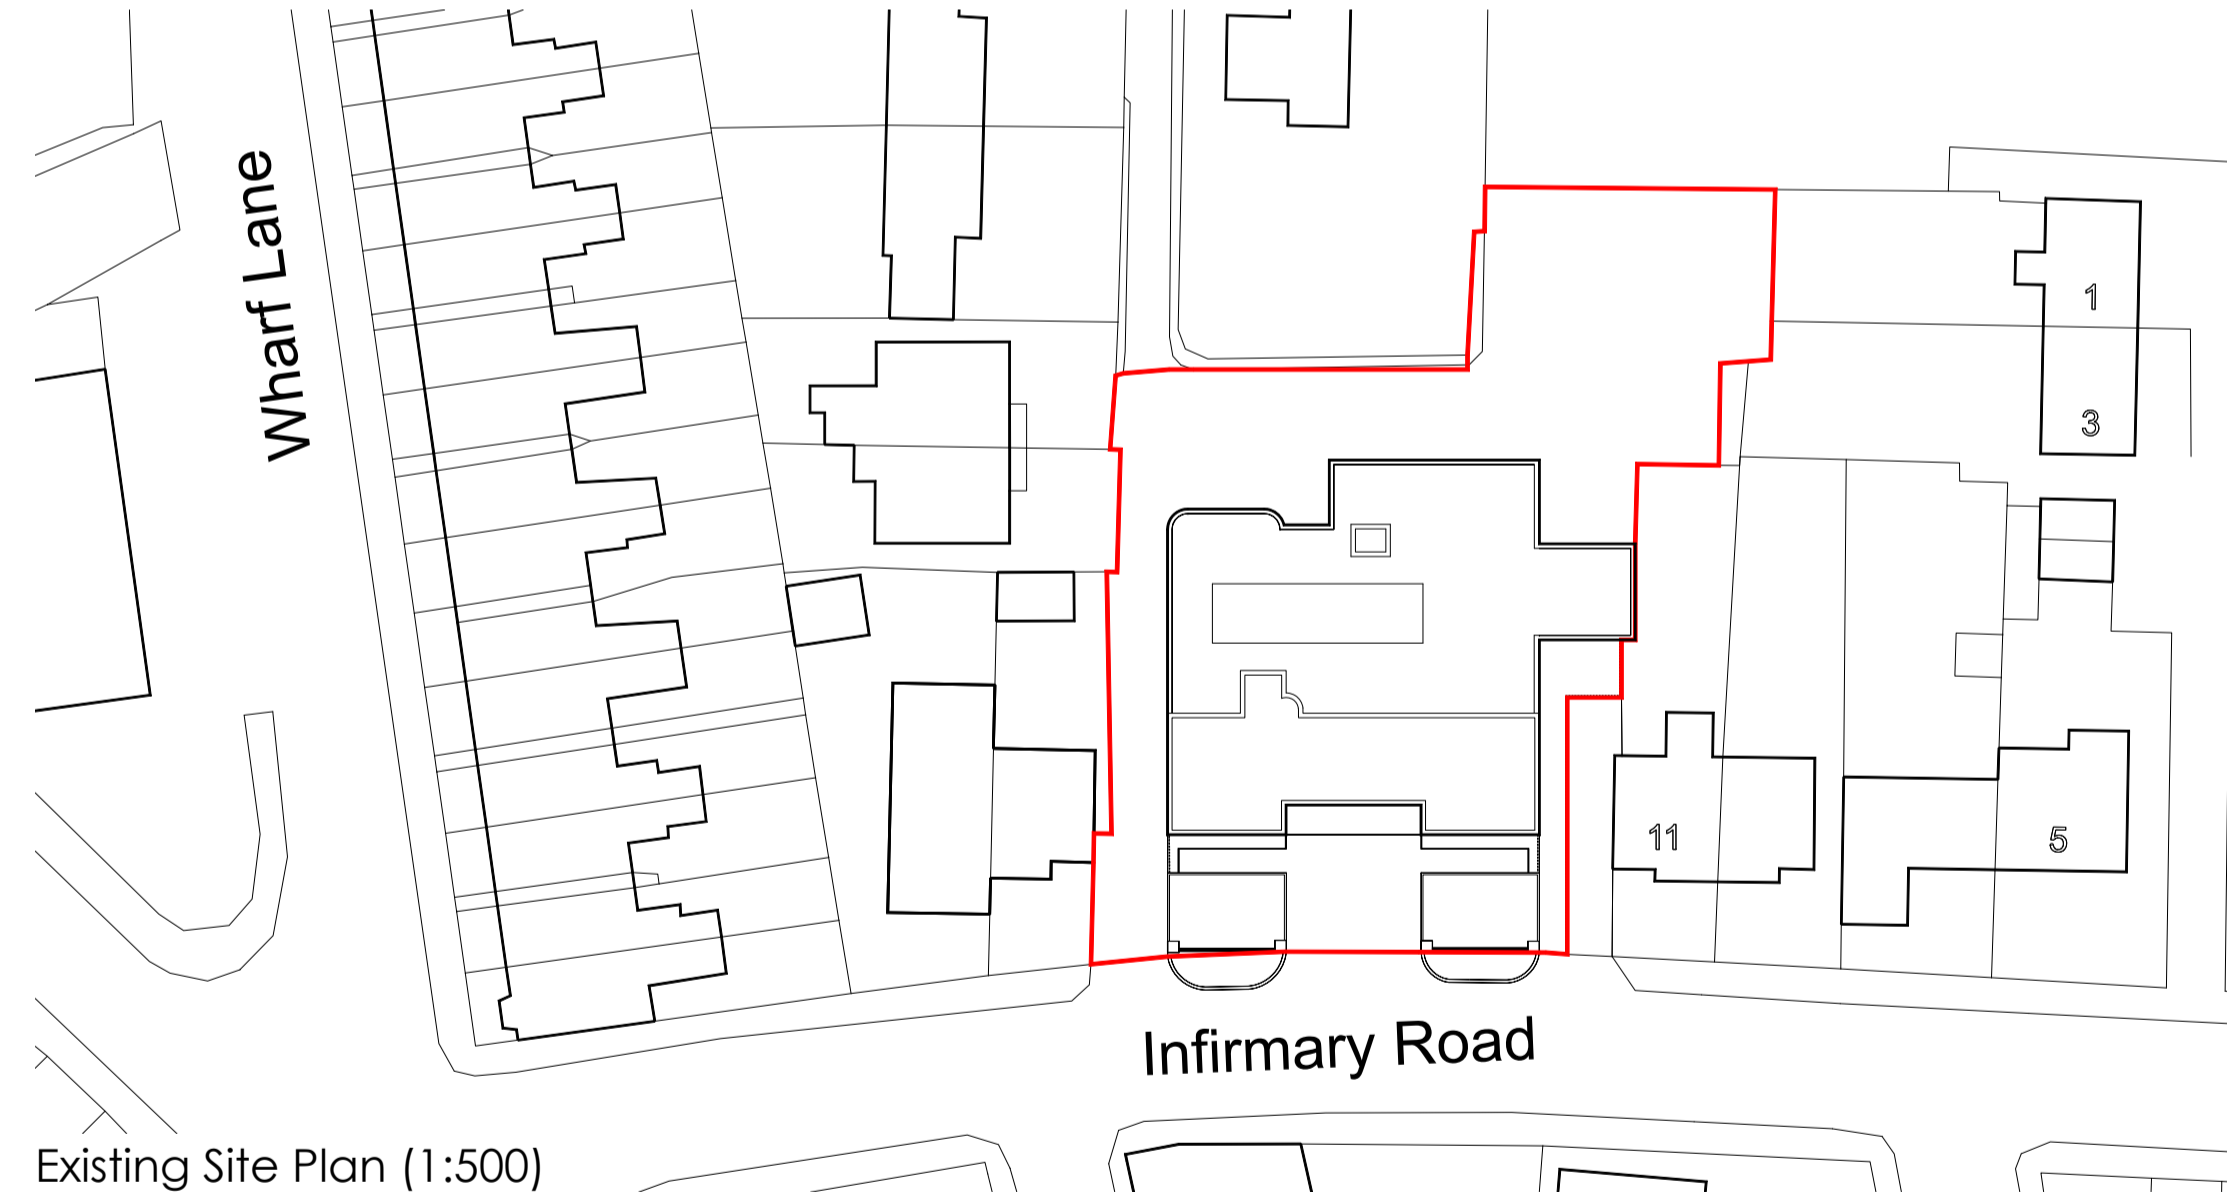 Wharf Lane
1
3
11
5
Infirmary Road
Existing Site Plan (1:500)